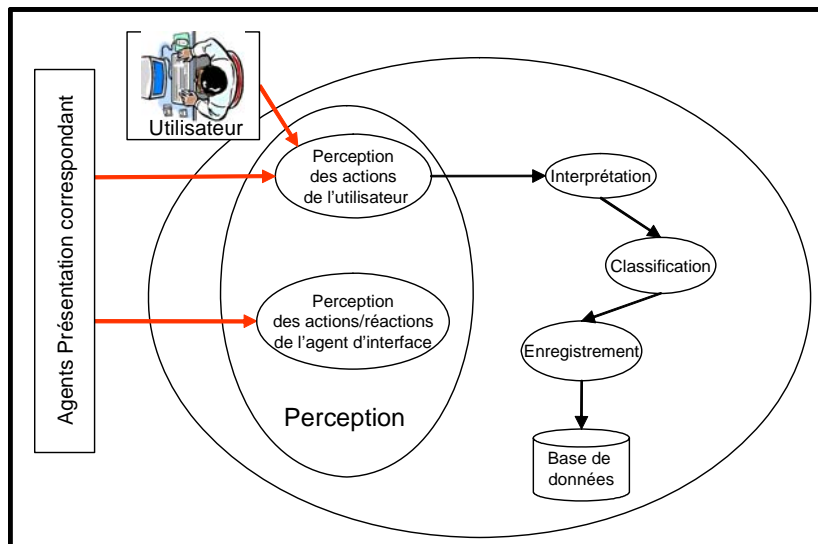 Utilisateur
Agents Présentation correspondant
Perception
des actions
de l'utilisateur
Interprétation
Classification
Perception
des actions/réactions
de l'agent d'interface
Enregistrement
Perception
Base de
données